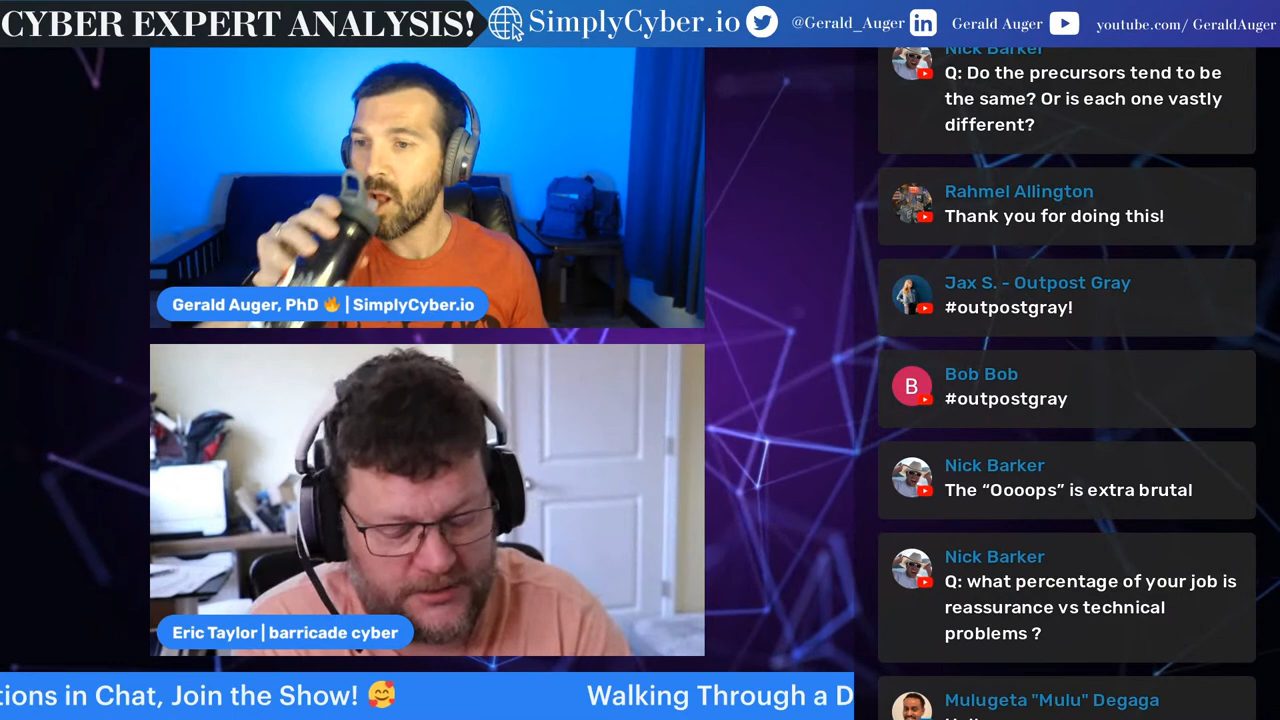 CYBER EXPERT ANALYSIS!
SimplyCyber.io
@Gerald_Auger
Gerald Auger
youtube.com/ GeraldAuger
Gerald Auger, PhD 🔥 | SimplyCyber.io
Eric Taylor | barricade cyber
tions in Chat, Join the Show! 🥰
Walking Through a D
Nick Barker
Q: Do the precursors tend to be
the same? Or is each one vastly
different?
Rahmel Allington
Thank you for doing this!
Jax S. - Outpost Gray
#outpostgray!
B
Bob Bob
#outpostgray
Nick Barker
The “Oooops” is extra brutal
Nick Barker
Q: what percentage of your job is
reassurance vs technical
problems ?
Mulugeta "Mulu" Degaga